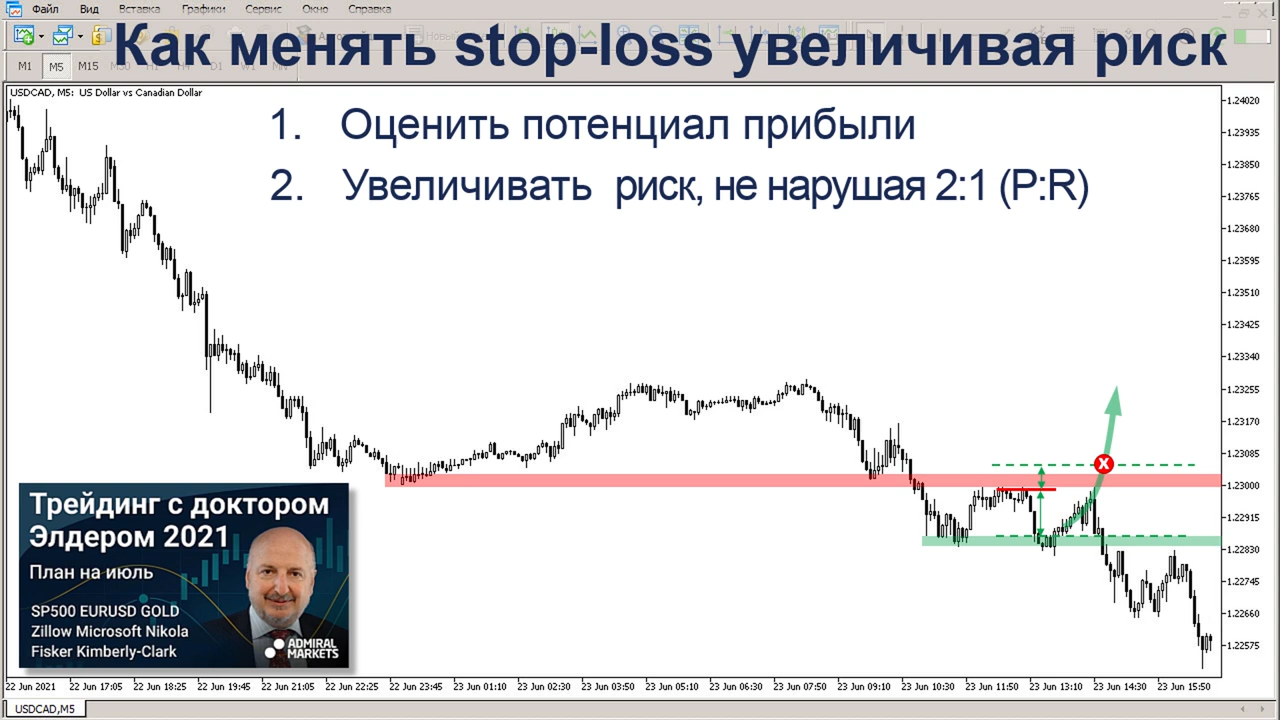 Файл Вид Вставка Графики Сервис Окно Справка
Как менять stop-loss увеличивая риск
M1 M5 M15
USDCAD, M5: US Dollar vs Canadian Dollar
1. Оценить потенциал прибыли
2. Увеличивать риск, не нарушая 2:1 (P:R)
1.24020
1.23935
1.23850
1.23765
1.23680
1.23595
1.23510
1.23425
1.23340
1.23255
1.23170
1.23085
1.23000
1.22915
1.22830
1.22745
1.22660
1.22575
X
Трейдинг с доктором
Элдером 2021
План на июль
SP500 EURUSD GOLD
Zillow Microsoft Nikola
Fisker Kimberly-Clark
ADMIRAL
MARKETS
22 Jun 2021 22 Jun 17:05 22 Jun 18:25 22 Jun 19:45 22 Jun 21:05 22 Jun 22:25 22 Jun 23:45 23 Jun 01:10 23 Jun 02:30 23 Jun 03:50 23 Jun 05:10 23 Jun 06:30 23 Jun 07:50 23 Jun 09:10 23 Jun 10:30 23 Jun 11:50 23 Jun 13:10 23 Jun 14:30 23 Jun 15:50
USDCAD,M5